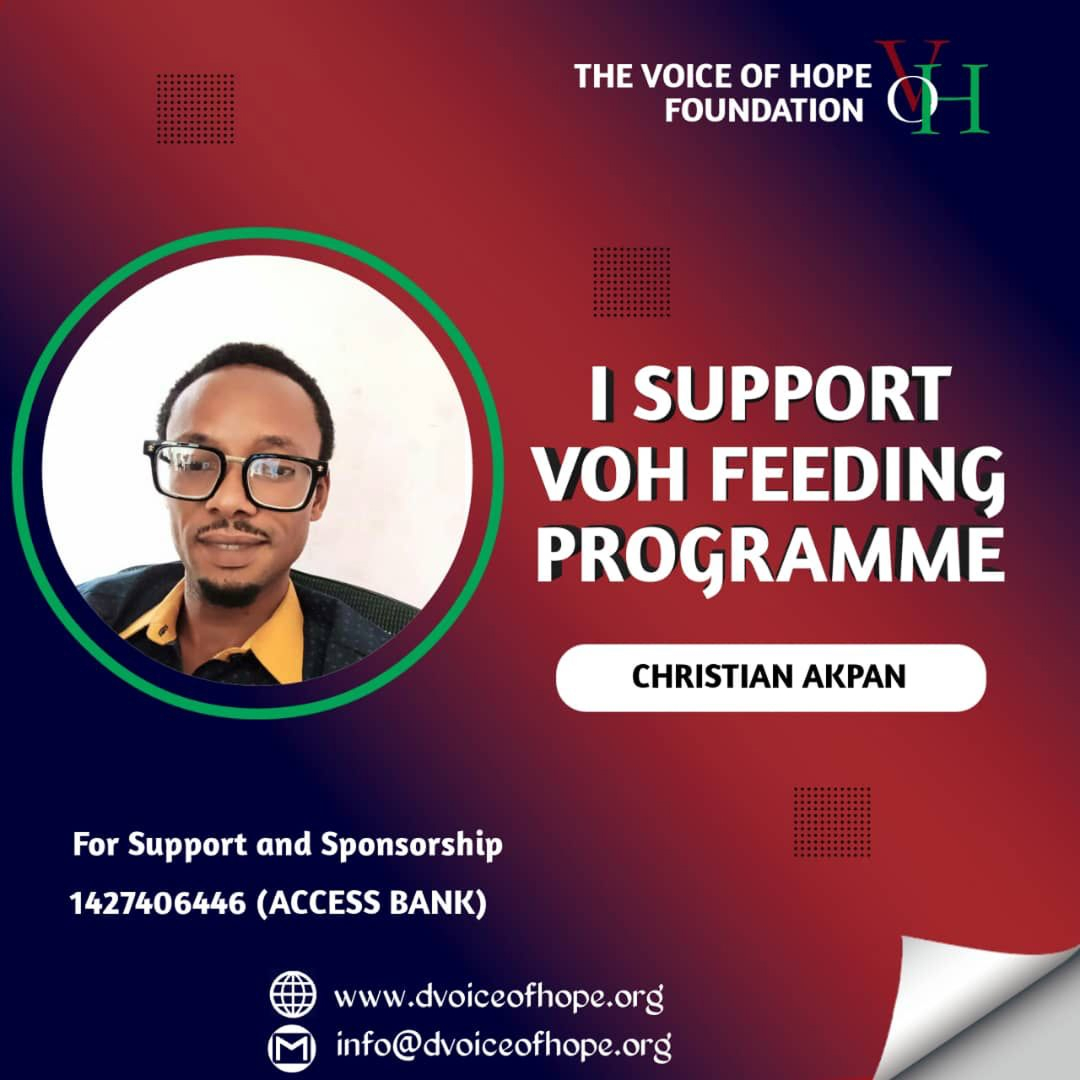 THE VOICE OF HOPE
FOUNDATION
VOH
I SUPPORT
VOH FEEDING
PROGRAMME
CHRISTIAN AKPAN
For Support and Sponsorship
1427406446 (ACCESS BANK)
www.dvoiceofhope.org
info@dvoiceofhope.org